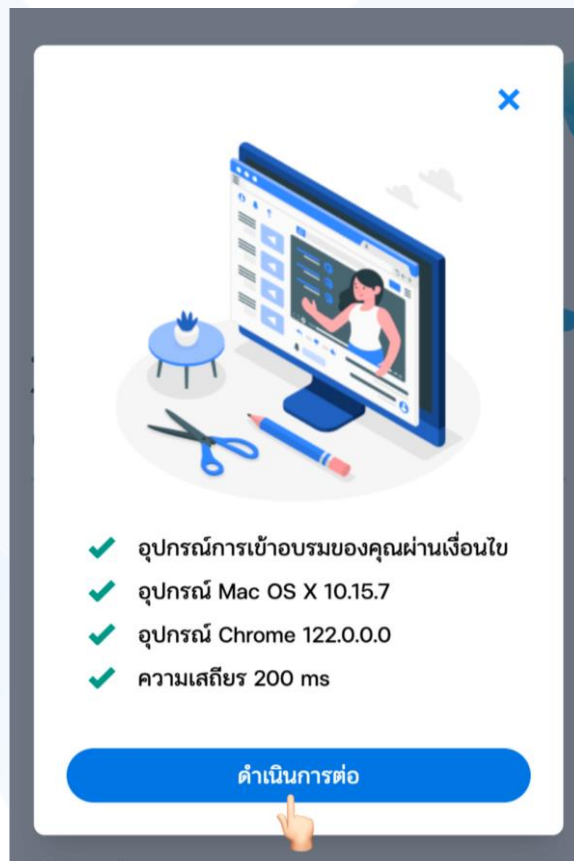 อุปกรณ์การเข้าอบรมของคุณผ่านเงื่อนไข
อุปกรณ์ Mac OS X 10.15.7
อุปกรณ์ Chrome 122.0.0.0
ความเสถียร 200 ms
ดำเนินการต่อ